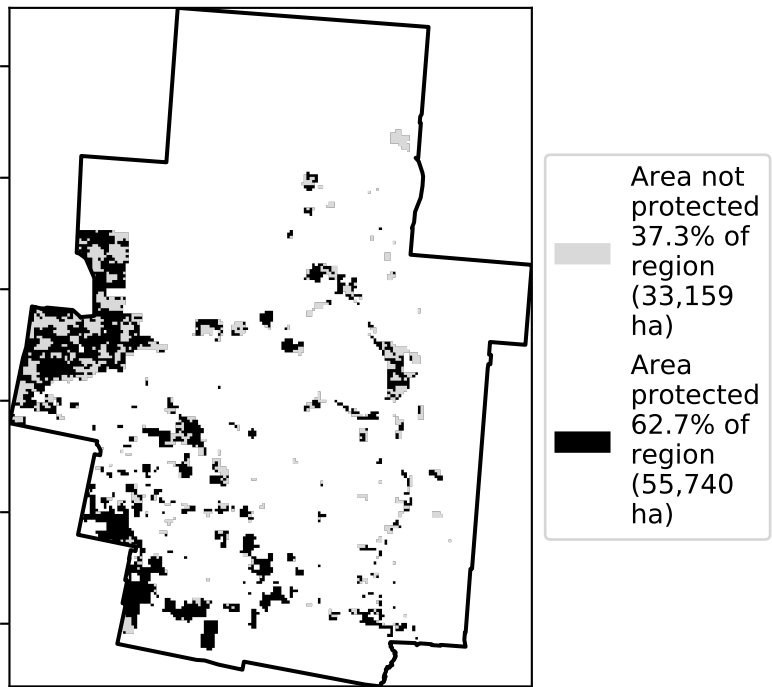 Area not
protected
37.3% of
region
(33,159
ha)
Area
protected
62.7% of
region
(55,740
ha)